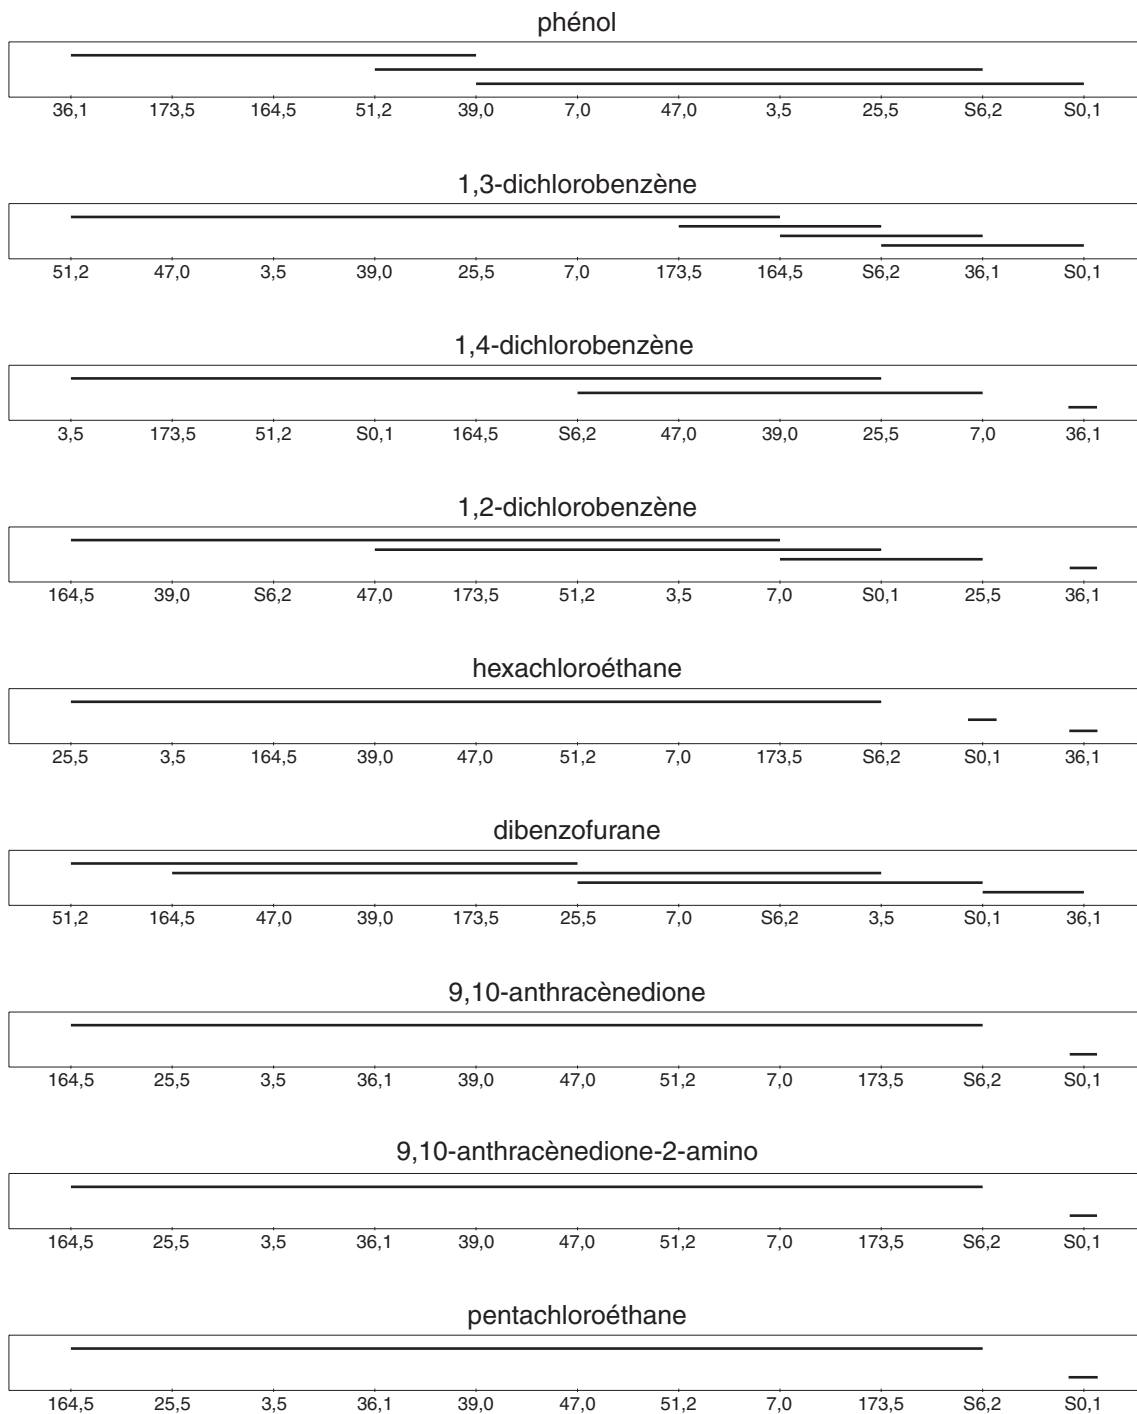 phénol
36,1 173,5 164,5 51,2 39,0 7,0 47,0 3,5 25,5 S6,2 S0,1
1,3-dichlorobenzène
51,2 47,0 3,5 39,0 25,5 7,0 173,5 164,5 S6,2 36,1 S0,1
1,4-dichlorobenzène
3,5 173,5 51,2 S0,1 164,5 S6,2 47,0 39,0 25,5 7,0 36,1
1,2-dichlorobenzène
164,5 39,0 S6,2 47,0 173,5 51,2 3,5 7,0 S0,1 25,5 36,1
hexachloroéthane
25,5 3,5 164,5 39,0 47,0 51,2 7,0 173,5 S6,2 S0,1 36,1
dibenzofurane
51,2 164,5 47,0 39,0 173,5 25,5 7,0 S6,2 3,5 S0,1 36,1
9,10-anthracènedione
164,5 25,5 3,5 36,1 39,0 47,0 51,2 7,0 173,5 S6,2 S0,1
9,10-anthracènedione-2-amino
164,5 25,5 3,5 36,1 39,0 47,0 51,2 7,0 173,5 S6,2 S0,1
pentachloroéthane
164,5 25,5 3,5 36,1 39,0 47,0 51,2 7,0 173,5 S6,2 S0,1